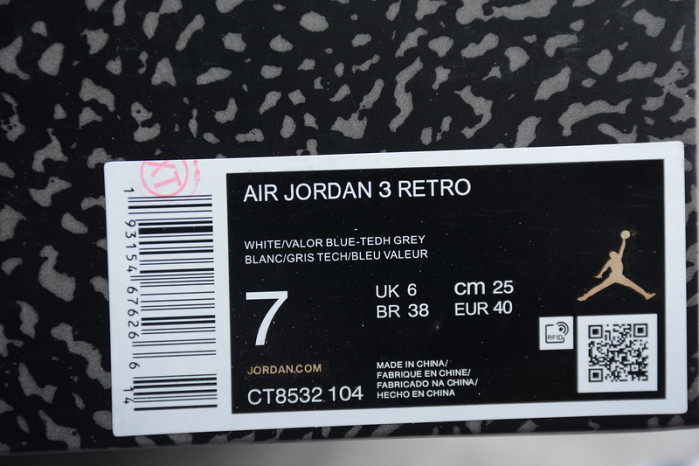 XT
AIR JORDAN 3 RETRO
WHITE/VALOR BLUE-TEDH GREY
BLANC/GRIS TECH/BLEU VALEUR
7
UK 6 cm 25
BR 38 EUR 40
RFID
JORDAN.COM
CT8532 104
MADE IN CHINA/
FABRIQUE EN CHINE/
FABRICADO NA CHINA/
HECHO EN CHINA
1 93154 67626 6 14